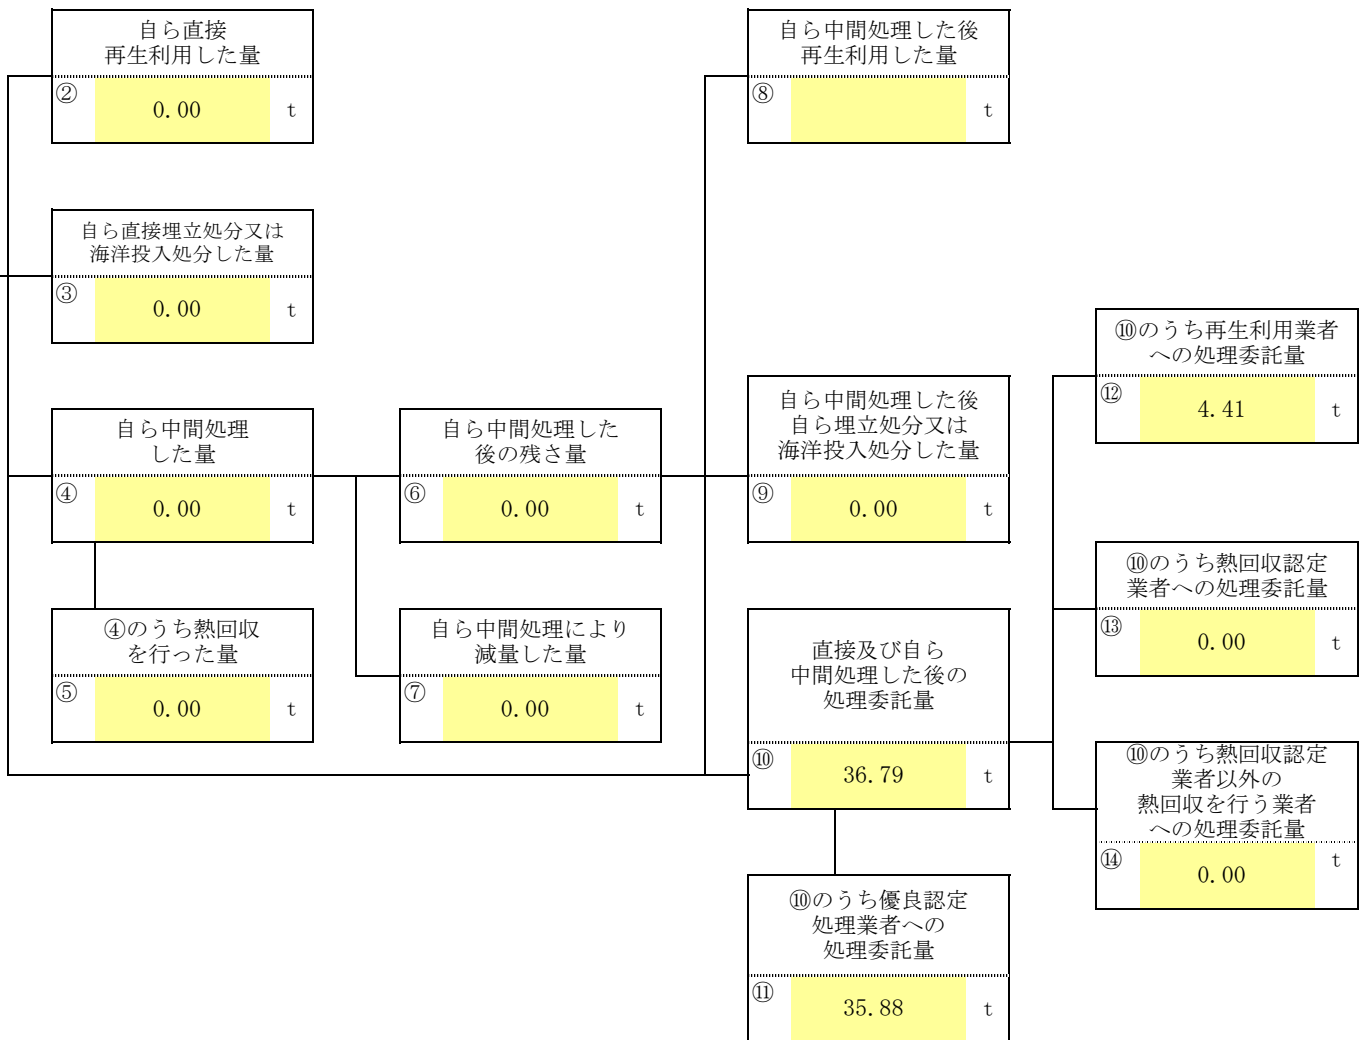 自ら直接
再生利用した量
② 0.00 t
自ら直接埋立処分又は
海洋投入処分した量
③ 0.00 t
自ら中間処理
した量
④ 0.00 t
④のうち熱回収
を行った量
⑤ 0.00 t
自ら中間処理した
後の残さ量
⑥ 0.00 t
自ら中間処理により
減量した量
⑦ 0.00 t
自ら中間処理した後
再生利用した量
⑧ t
自ら中間処理した後
自ら埋立処分又は
海洋投入処分した量
⑨ 0.00 t
直接及び自ら
中間処理した後の
処理委託量
⑩ 36.79 t
⑩のうち優良認定
処理業者への
処理委託量
⑪ 35.88 t
⑩のうち再生利用業者
への処理委託量
⑫ 4.41 t
⑩のうち熱回収認定
業者への処理委託量
⑬ 0.00 t
⑩のうち熱回収認定
業者以外の
熱回収を行う業者
への処理委託量
⑭ 0.00 t